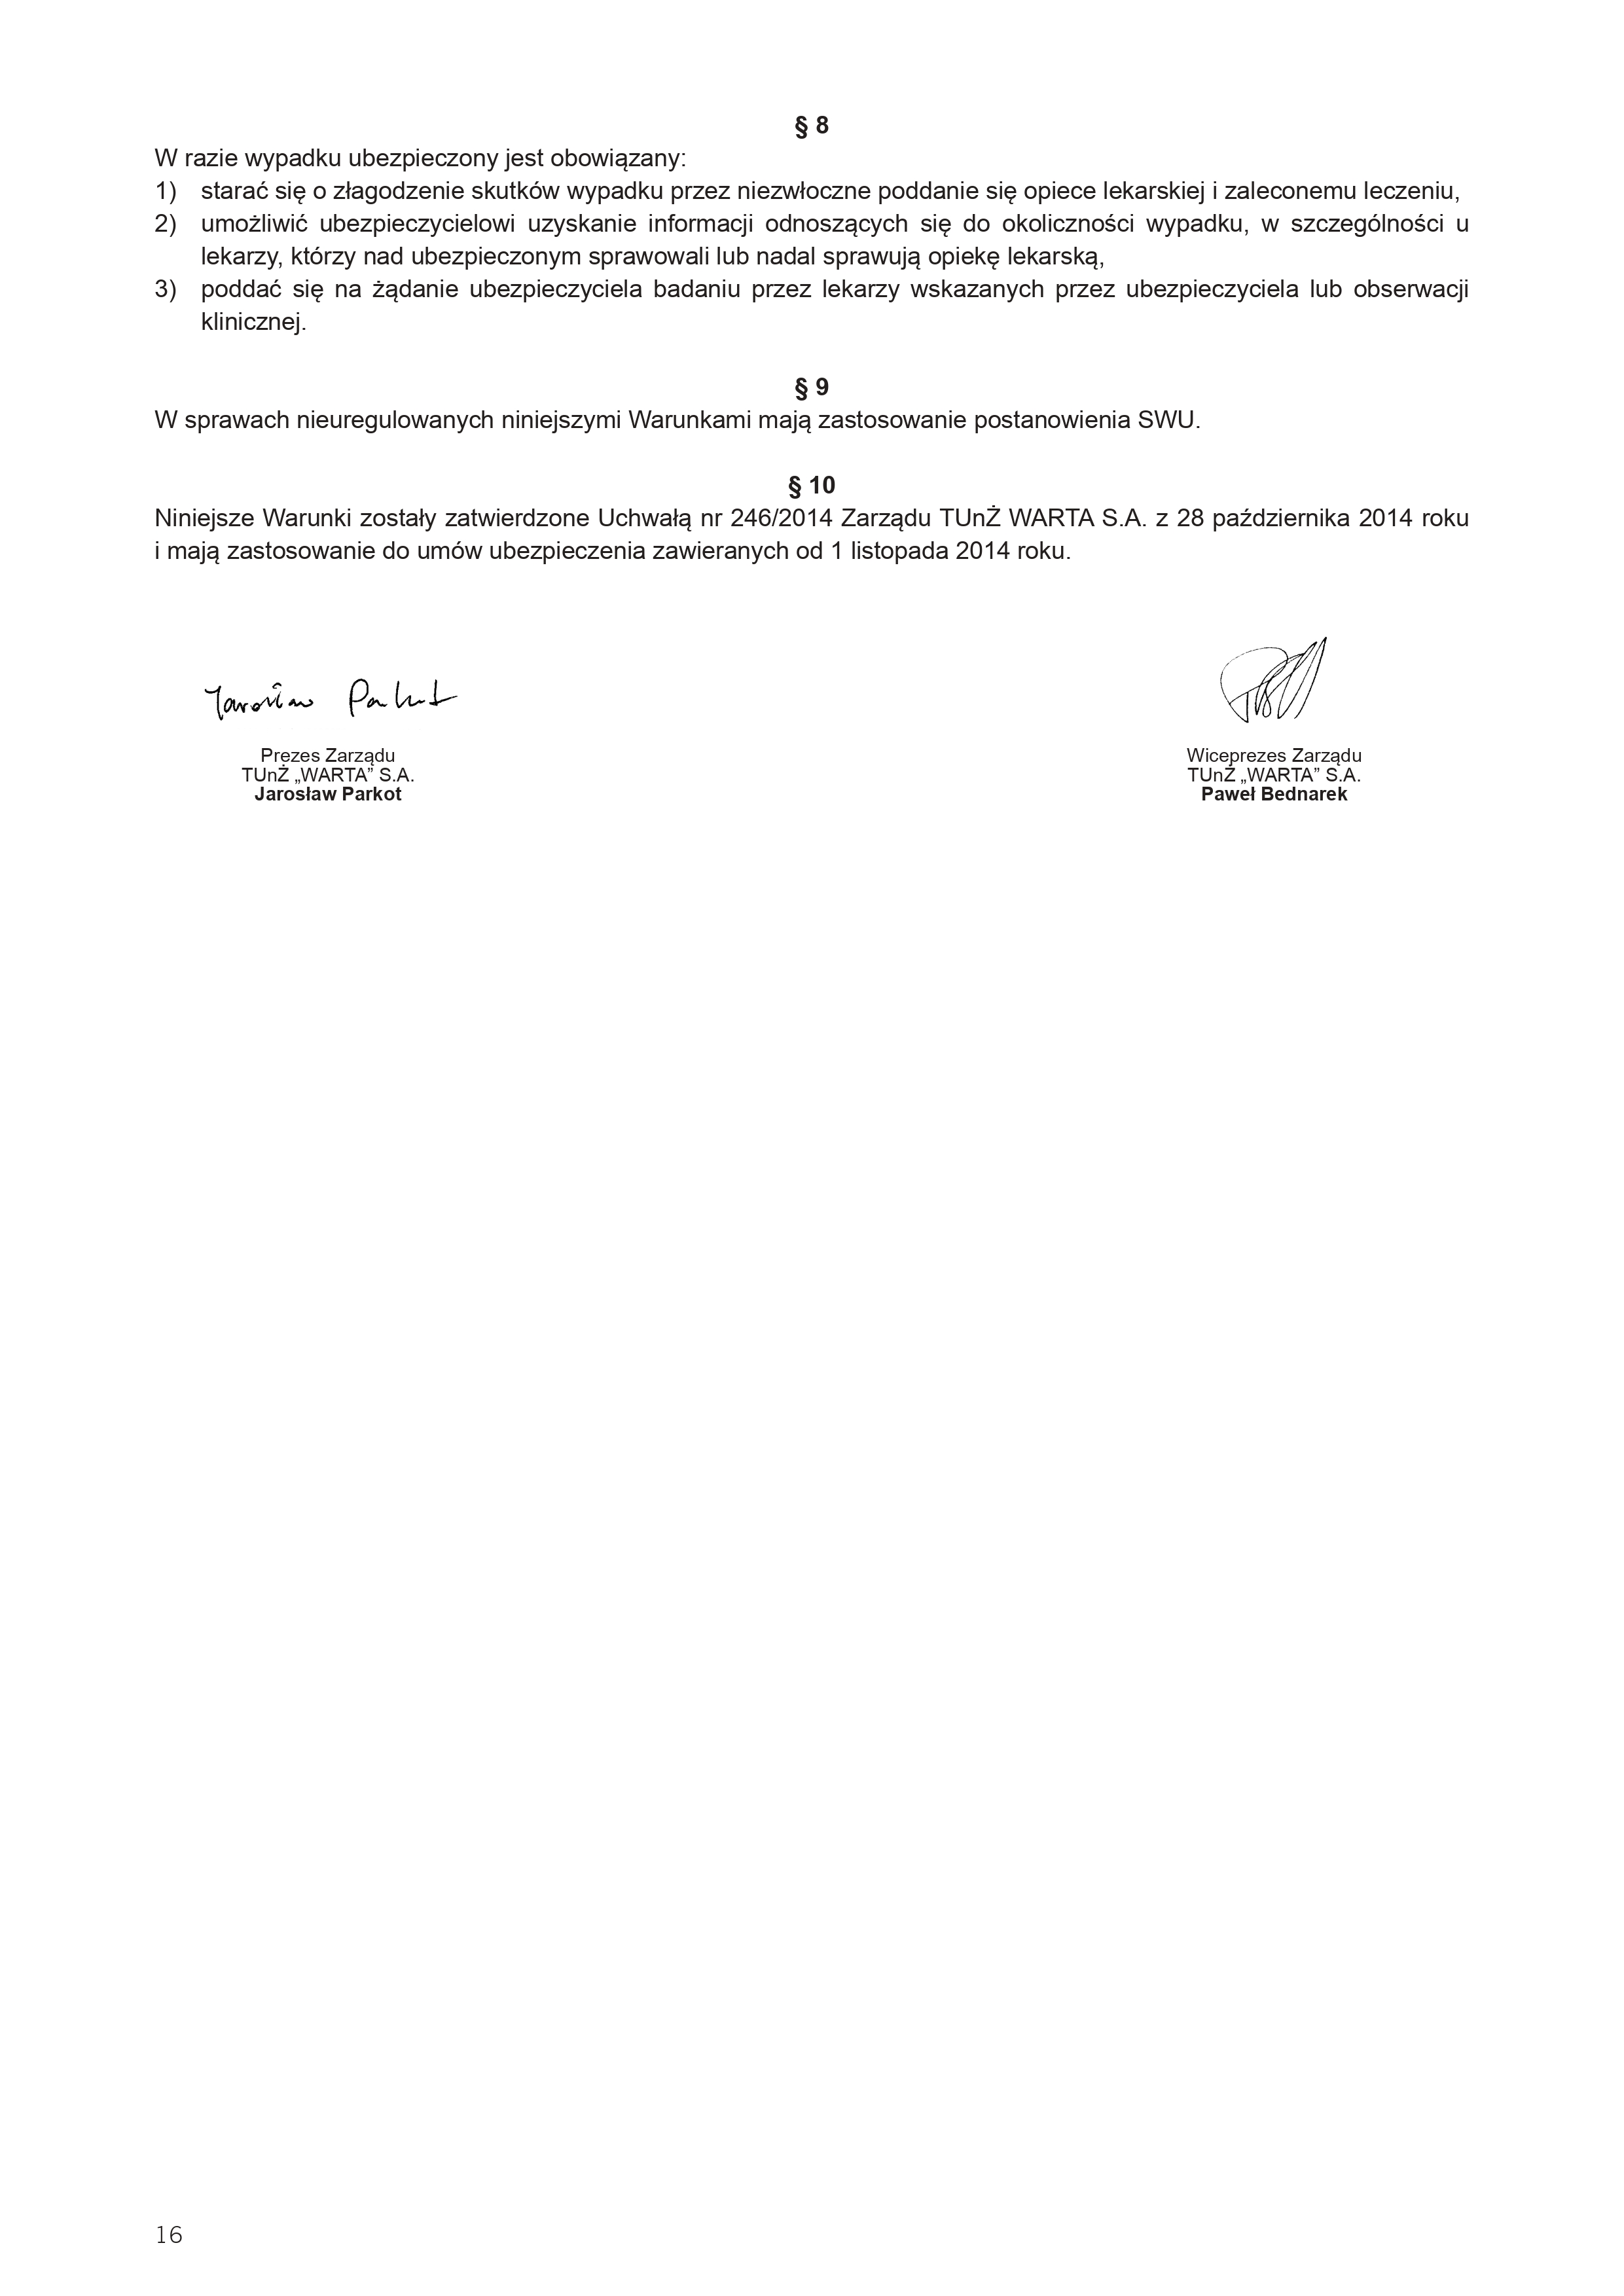 § 8
W razie wypadku ubezpieczony jest obowiązany:
1) starać się o złagodzenie skutków wypadku przez niezwłoczne poddanie się opiece lekarskiej i zaleconemu leczeniu,
2) umożliwić ubezpieczycielowi uzyskanie informacji odnoszących się do okoliczności wypadku, w szczególności u
lekarzy, którzy nad ubezpieczonym sprawowali lub nadal sprawują opiekę lekarską,
3) poddać się na żądanie ubezpieczyciela badaniu przez lekarzy wskazanych przez ubezpieczyciela lub obserwacji
klinicznej.
§ 9
W sprawach nieuregulowanych niniejszymi Warunkami mają zastosowanie postanowienia SWU.
§ 10
Niniejsze Warunki zostały zatwierdzone Uchwałą nr 246/2014 Zarządu TUnŻ WARTA S.A. z 28 października 2014 roku
i mają zastosowanie do umów ubezpieczenia zawieranych od 1 listopada 2014 roku.
Jarosław Parkot
Prezes Zarządu
TUnŻ „WARTA” S.A.
Jarosław Parkot
Wiceprezes Zarządu
TUnŻ „WARTA” S.A.
Paweł Bednarek
16